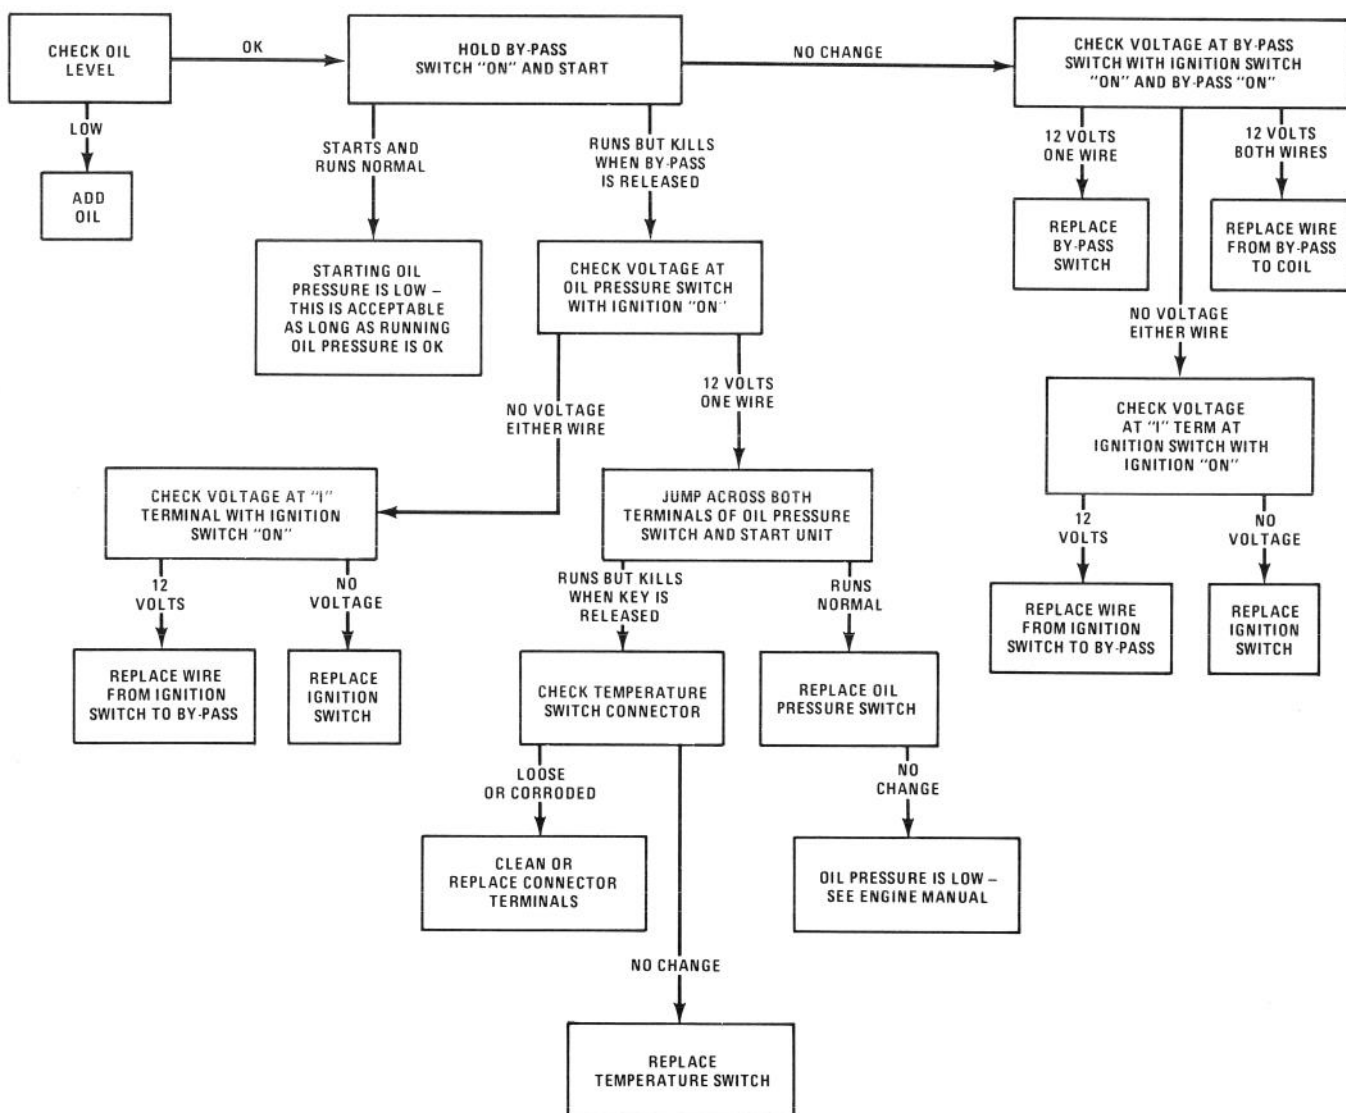 CHECK OIL
LEVEL
OK
HOLD BY-PASS
SWITCH "ON" AND START
NO CHANGE
CHECK VOLTAGE AT BY-PASS
SWITCH WITH IGNITION SWITCH
"ON" AND BY-PASS "ON"
LOW
ADD
OIL
STARTS AND
RUNS NORMAL
RUNS BUT KILLS
WHEN BY-PASS
IS RELEASED
12 VOLTS
ONE WIRE
12 VOLTS
BOTH WIRES
STARTING OIL
PRESSURE IS LOW –
THIS IS ACCEPTABLE
AS LONG AS RUNNING
OIL PRESSURE IS OK
CHECK VOLTAGE AT
OIL PRESSURE SWITCH
WITH IGNITION "ON"
REPLACE
BY-PASS
SWITCH
REPLACE WIRE
FROM BY-PASS
TO COIL
NO VOLTAGE
EITHER WIRE
NO VOLTAGE
EITHER WIRE
12 VOLTS
ONE WIRE
CHECK VOLTAGE
AT "I" TERM AT
IGNITION SWITCH WITH
IGNITION "ON"
CHECK VOLTAGE AT "I"
TERMINAL WITH IGNITION
SWITCH "ON"
JUMP ACROSS BOTH
TERMINALS OF OIL PRESSURE
SWITCH AND START UNIT
12
VOLTS
NO
VOLTAGE
12
VOLTS
NO
VOLTAGE
RUNS BUT KILLS
WHEN KEY IS
RELEASED
RUNS
NORMAL
REPLACE WIRE
FROM IGNITION
SWITCH TO BY-PASS
REPLACE
IGNITION
SWITCH
REPLACE WIRE
FROM IGNITION
SWITCH TO BY-PASS
REPLACE
IGNITION
SWITCH
CHECK TEMPERATURE
SWITCH CONNECTOR
REPLACE OIL
PRESSURE SWITCH
LOOSE
OR CORRODED
NO
CHANGE
CLEAN OR
REPLACE CONNECTOR
TERMINALS
OIL PRESSURE IS LOW –
SEE ENGINE MANUAL
NO CHANGE
REPLACE
TEMPERATURE SWITCH